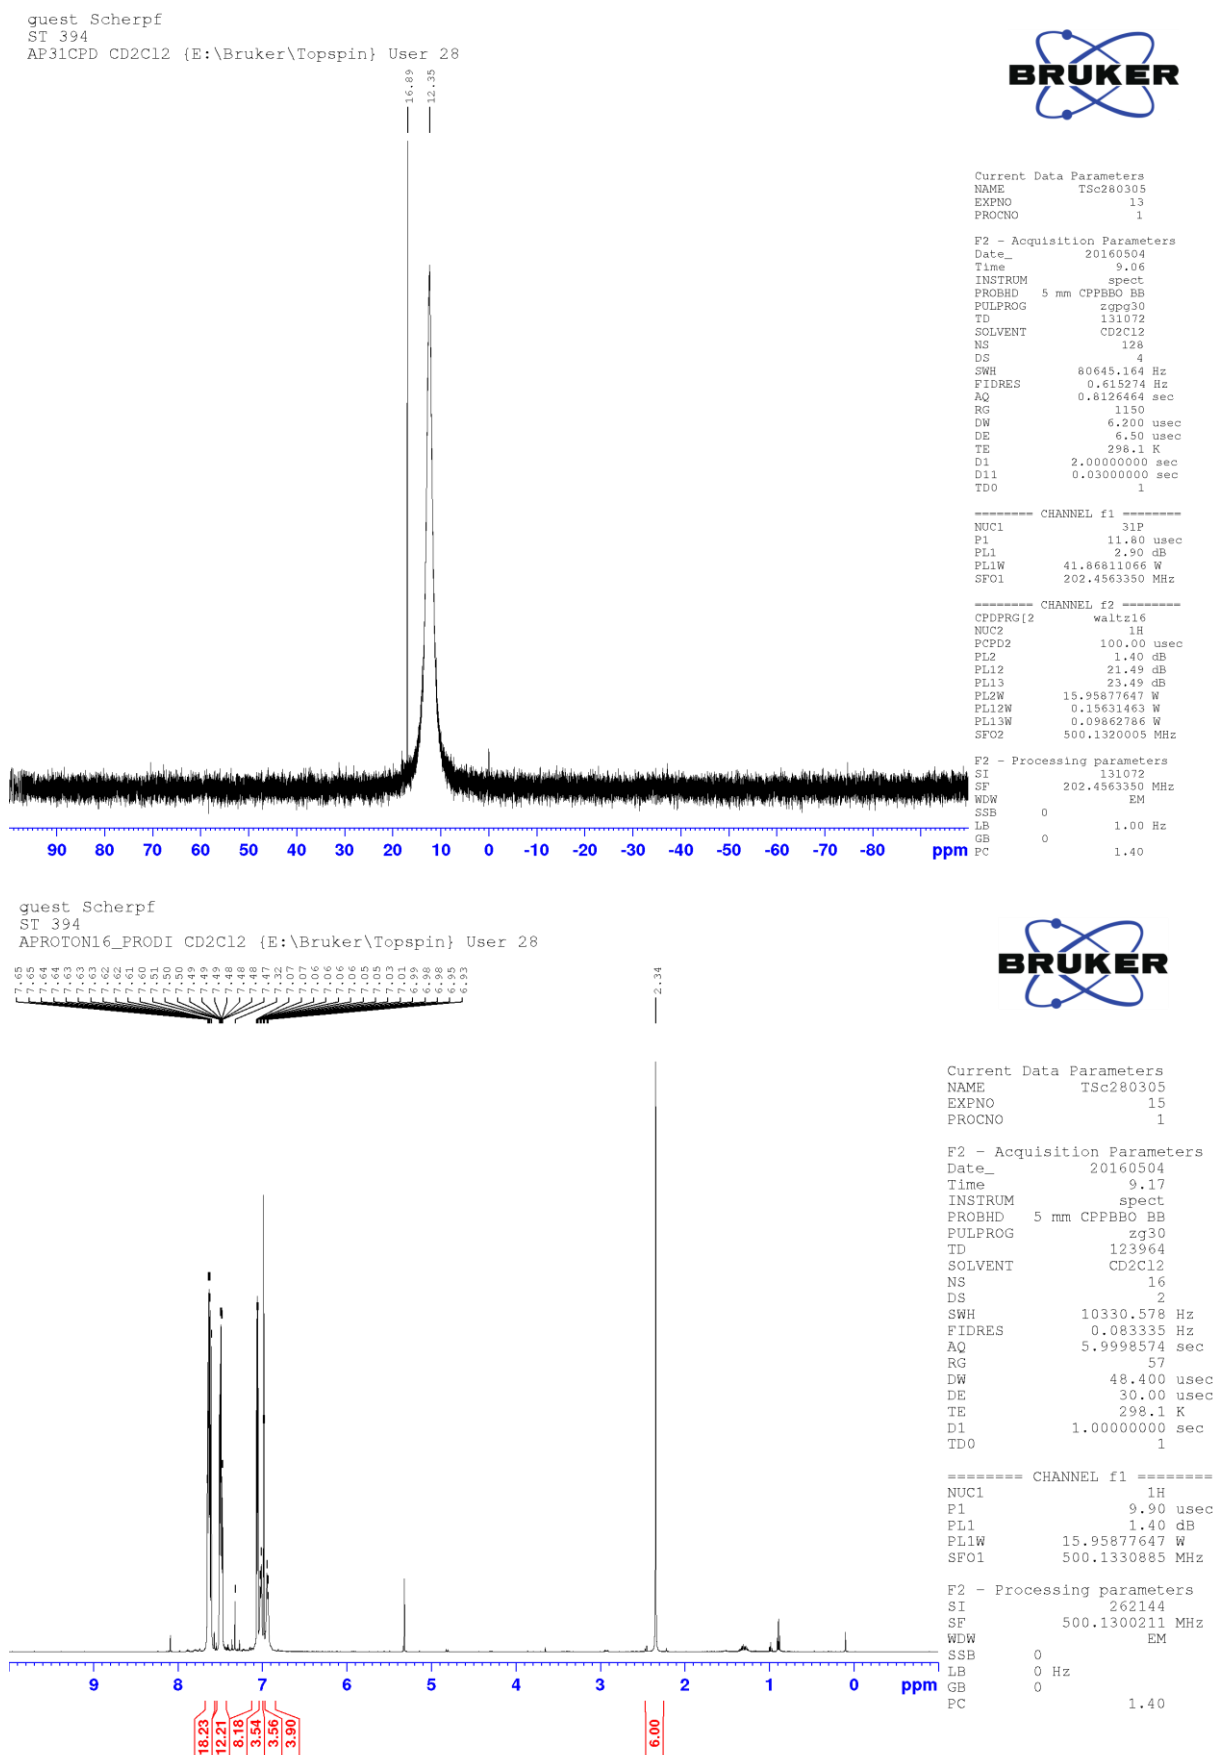 guest Scherpf
ST 394
AP31CPD CD2Cl2 {E:\Bruker\Topspin} User 28
16.89
12.35
BRUKER
Current Data Parameters
NAME TSc280305
EXPNO 13
PROCNO 1
F2 - Acquisition Parameters
Date_ 20160504
Time 9.06
INSTRUM spect
PROBHD 5 mm CPPBBO BB
PULPROG zgpg30
TD 131072
SOLVENT CD2Cl2
NS 128
DS 4
SWH 80645.164 Hz
FIDRES 0.615274 Hz
AQ 0.8126464 sec
RG 1150
DW 6.200 usec
DE 6.50 usec
TE 298.1 K
D1 2.00000000 sec
D11 0.03000000 sec
TD0 1
======== CHANNEL f1 ========
NUC1 31P
P1 11.80 usec
PL1 2.90 dB
PL1W 41.86811066 W
SFO1 202.4563350 MHz
======== CHANNEL f2 ========
CPDPRG[2 waltz16
NUC2 1H
PCPD2 100.00 usec
PL2 1.40 dB
PL12 21.49 dB
PL13 23.49 dB
PL2W 15.95877647 W
PL12W 0.15631463 W
PL13W 0.09862786 W
SFO2 500.1320005 MHz
F2 - Processing parameters
SI 131072
SF 202.4563350 MHz
WDW EM
SSB 0
LB 1.00 Hz
GB 0
PC 1.40
90 80 70 60 50 40 30 20 10 0 -10 -20 -30 -40 -50 -60 -70 -80 ppm
guest Scherpf
ST 394
APROTON16_PRODI CD2Cl2 {E:\Bruker\Topspin} User 28
7.65
7.65
7.64
7.64
7.63
7.63
7.63
7.62
7.62
7.61
7.60
7.51
7.50
7.50
7.49
7.49
7.49
7.48
7.48
7.48
7.47
7.32
7.07
7.07
7.06
7.06
7.06
7.06
7.05
7.05
7.03
7.01
6.99
6.98
6.98
6.95
6.93
2.34
BRUKER
Current Data Parameters
NAME TSc280305
EXPNO 15
PROCNO 1
F2 - Acquisition Parameters
Date_ 20160504
Time 9.17
INSTRUM spect
PROBHD 5 mm CPPBBO BB
PULPROG zg30
TD 123964
SOLVENT CD2Cl2
NS 16
DS 2
SWH 10330.578 Hz
FIDRES 0.083335 Hz
AQ 5.9998574 sec
RG 57
DW 48.400 usec
DE 30.00 usec
TE 298.1 K
D1 1.00000000 sec
TD0 1
======== CHANNEL f1 ========
NUC1 1H
P1 9.90 usec
PL1 1.40 dB
PL1W 15.95877647 W
SFO1 500.1330885 MHz
F2 - Processing parameters
SI 262144
SF 500.1300211 MHz
WDW EM
SSB 0
LB 0 Hz
GB 0
PC 1.40
9 8 7 6 5 4 3 2 1 0 ppm
18.23
12.21
8.18
3.54
3.56
3.90
6.00